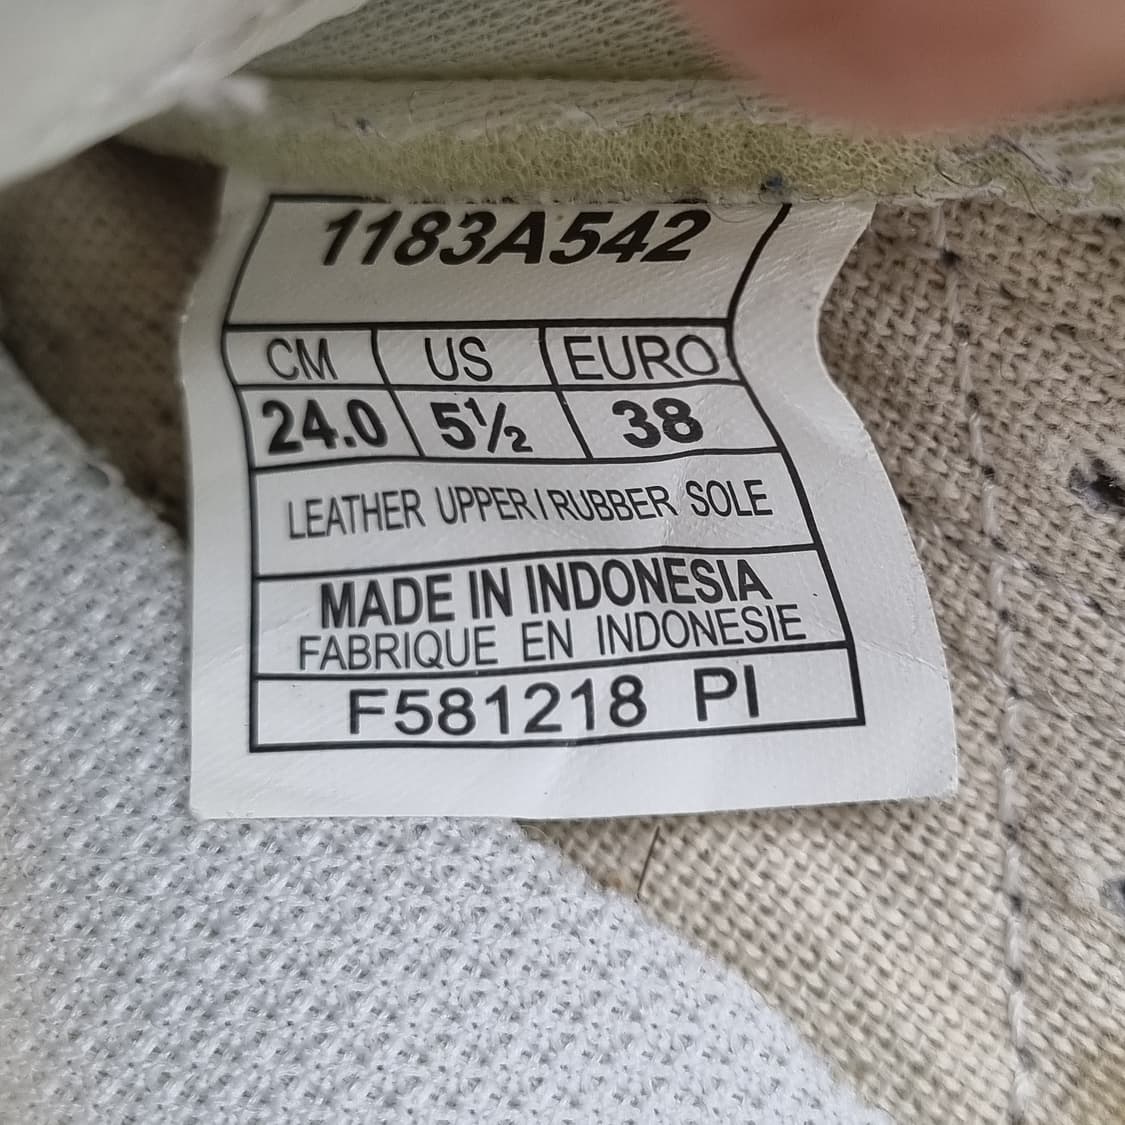 1183A542
CM US EURO
24.0 5½ 38
LEATHER UPPER / RUBBER SOLE
MADE IN INDONESIA
FABRIQUE EN INDONESIE
F581218 PI